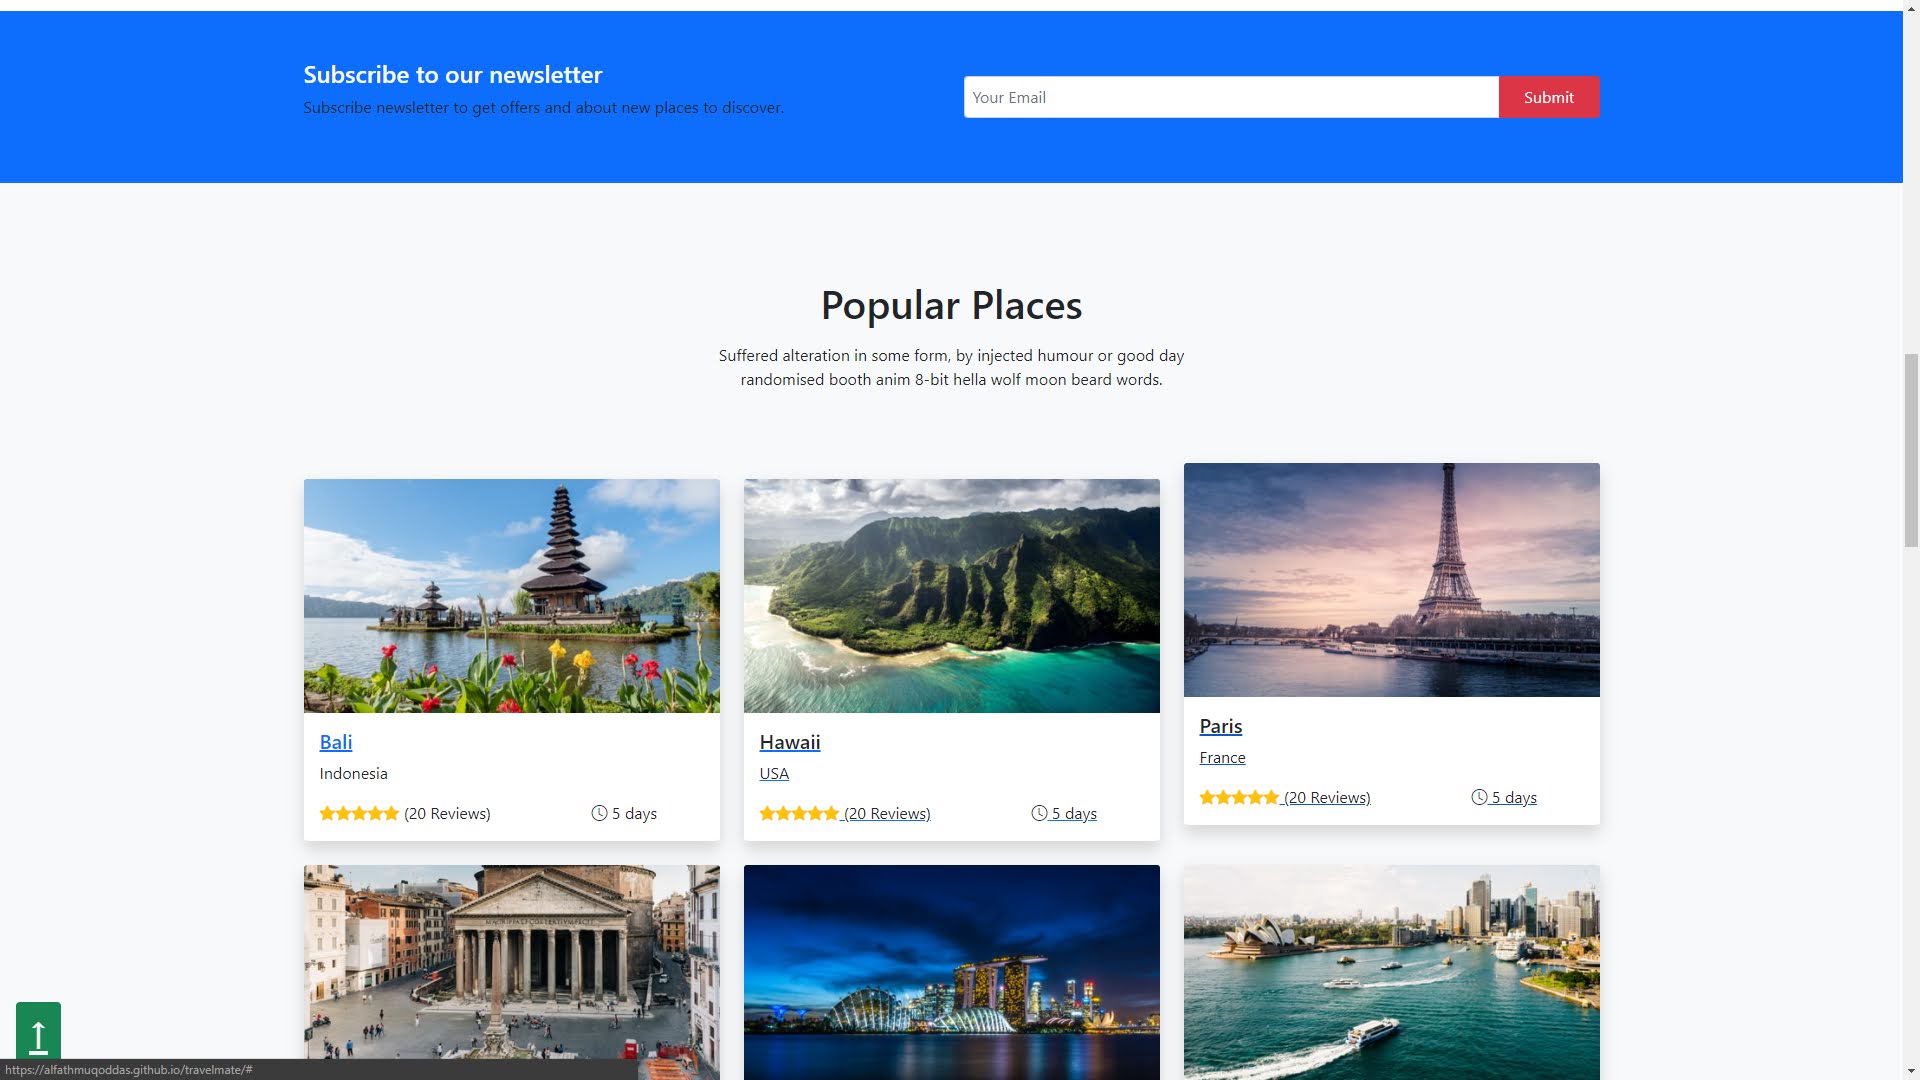 Subscribe to our newsletter
Subscribe newsletter to get offers and about new places to discover.
Your Email
Submit
Popular Places
Suffered alteration in some form, by injected humour or good day
randomised booth anim 8-bit hella wolf moon beard words.
Bali
Indonesia
(20 Reviews)
5 days
Hawaii
USA
(20 Reviews)
5 days
Paris
France
(20 Reviews)
5 days
https://alfathmuqoddas.github.io/travelmate/#